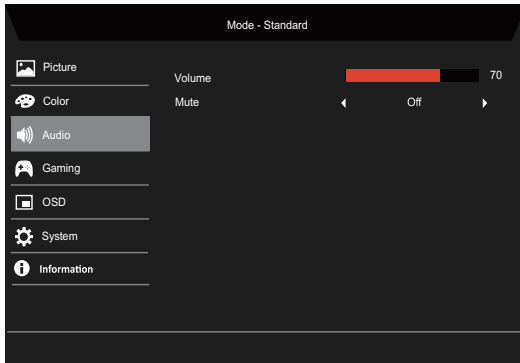 Mode - Standard
Picture
Color
Audio
Gaming
OSD
System
Information
Volume 70
Mute Off